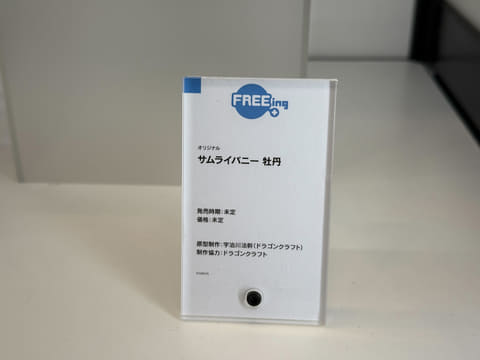 FREEing
オリジナル
サムライバニー 牡丹
発売時期：未定
価格：未定
原型制作：宇治川法幹（ドラゴンクラフト）
制作協力：ドラゴンクラフト